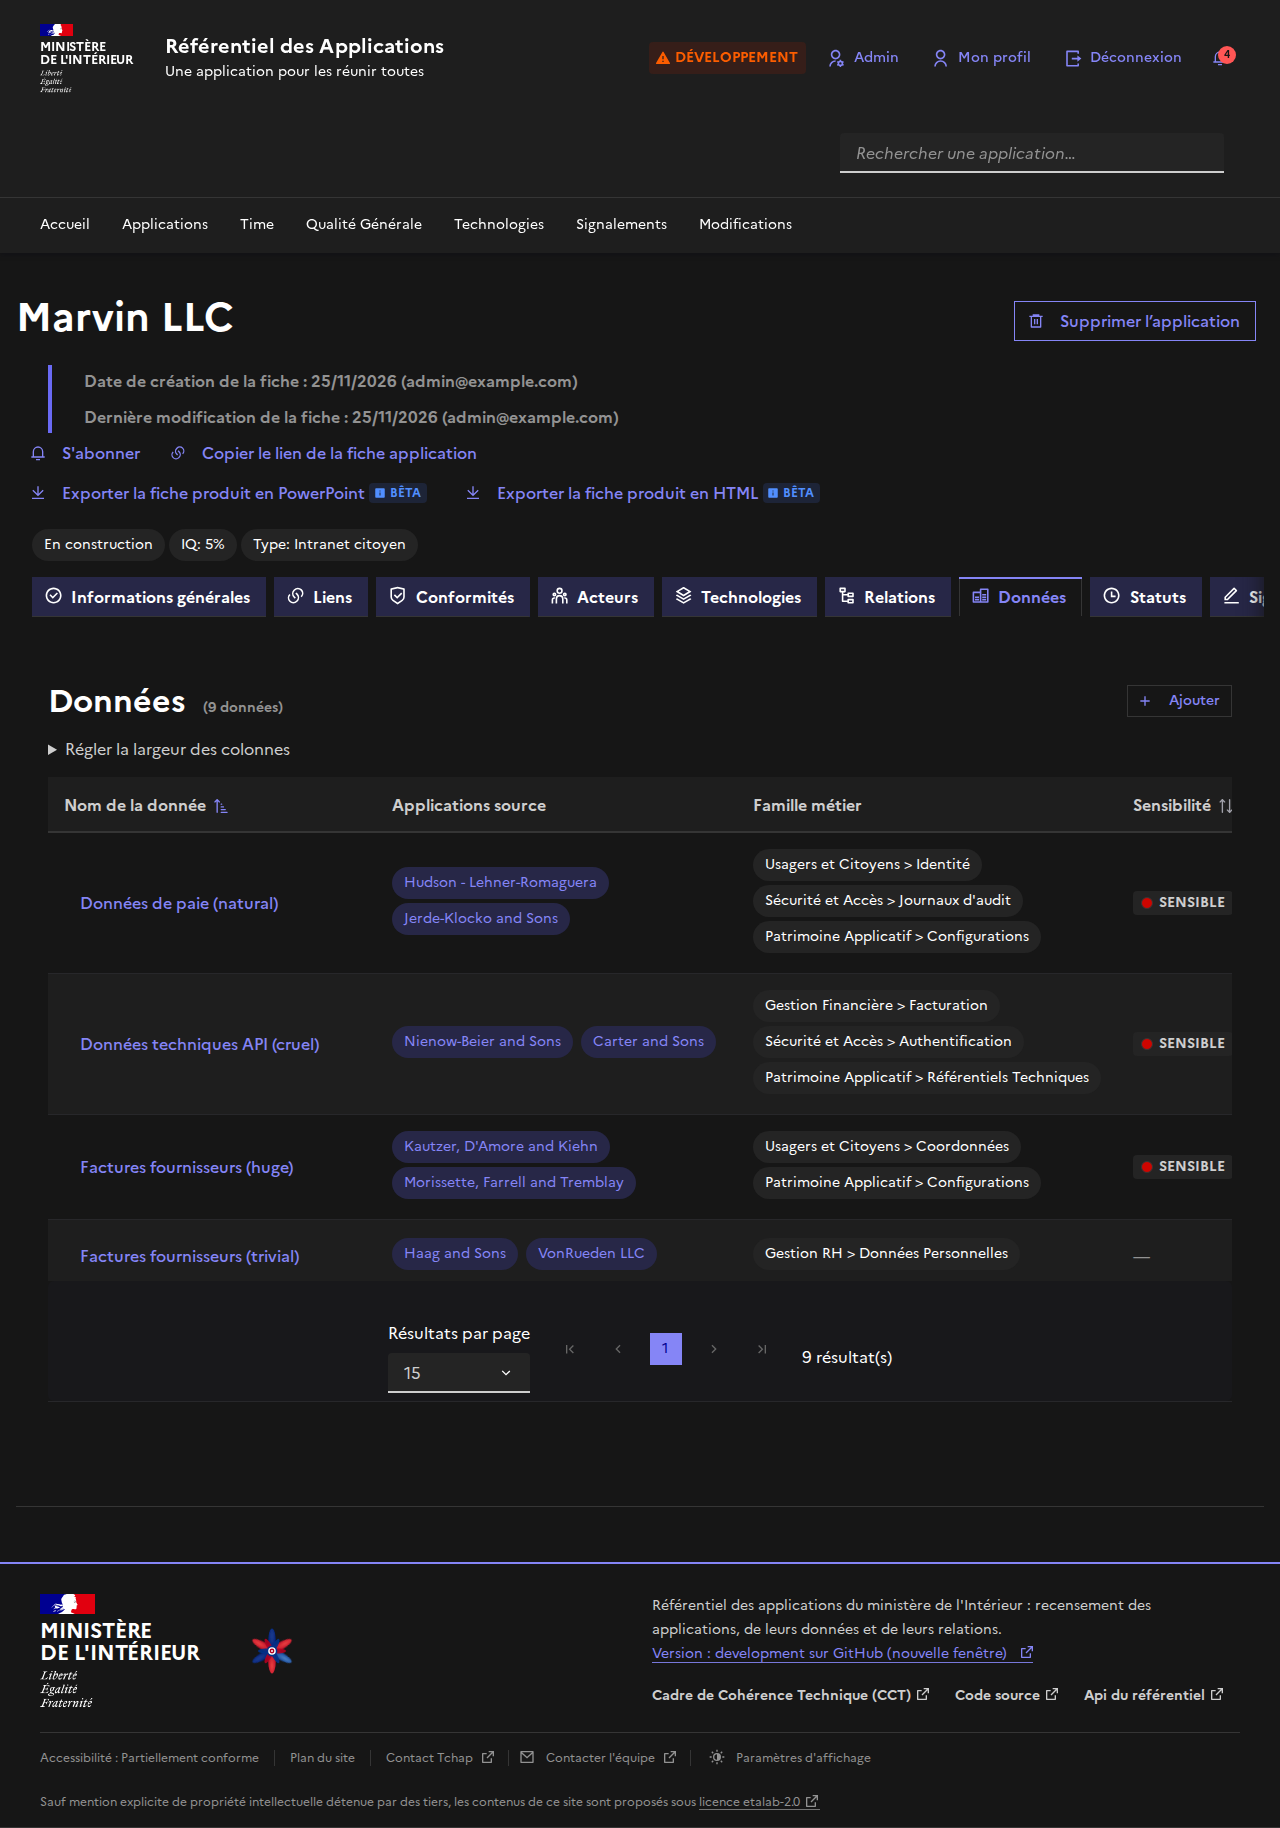 MINISTÈRE
DE L'INTÉRIEUR
Liberté
Égalité
Fraternité
Référentiel des Applications
Une application pour les réunir toutes
DÉVELOPPEMENT
Admin
Mon profil
Déconnexion
4
Rechercher une application…
Accueil
Applications
Time
Qualité Générale
Technologies
Signalements
Modifications
Marvin LLC
Supprimer l’application
Date de création de la fiche : 25/11/2026 (admin@example.com)
Dernière modification de la fiche : 25/11/2026 (admin@example.com)
S'abonner
Copier le lien de la fiche application
Exporter la fiche produit en PowerPoint BÊTA
Exporter la fiche produit en HTML BÊTA
En construction
IQ: 5%
Type: Intranet citoyen
Informations générales
Liens
Conformités
Acteurs
Technologies
Relations
Données
Statuts
Données (9 données)
Ajouter
Régler la largeur des colonnes
Nom de la donnée
Applications source
Famille métier
Sensibilité
Données de paie (natural)
Hudson - Lehner-Romaguera
Jerde-Klocko and Sons
Usagers et Citoyens > Identité
Sécurité et Accès > Journaux d'audit
Patrimoine Applicatif > Configurations
SENSIBLE
Données techniques API (cruel)
Nienow-Beier and Sons
Carter and Sons
Gestion Financière > Facturation
Sécurité et Accès > Authentification
Patrimoine Applicatif > Référentiels Techniques
SENSIBLE
Factures fournisseurs (huge)
Kautzer, D'Amore and Kiehn
Morissette, Farrell and Tremblay
Usagers et Citoyens > Coordonnées
Patrimoine Applicatif > Configurations
SENSIBLE
Factures fournisseurs (trivial)
Haag and Sons
VonRueden LLC
Gestion RH > Données Personnelles
—
Résultats par page
15
1
9 résultat(s)
MINISTÈRE
DE L'INTÉRIEUR
Liberté
Égalité
Fraternité
Référentiel des applications du ministère de l'Intérieur : recensement des
applications, de leurs données et de leurs relations.
Version : development sur GitHub (nouvelle fenêtre)
Cadre de Cohérence Technique (CCT)
Code source
Api du référentiel
Accessibilité : Partiellement conforme
Plan du site
Contact Tchap
Contacter l'équipe
Paramètres d'affichage
Sauf mention explicite de propriété intellectuelle détenue par des tiers, les contenus de ce site sont proposés sous licence etalab-2.0